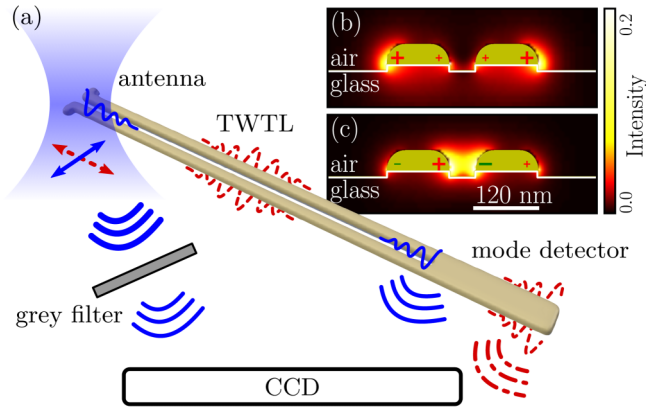 (a)
antenna
TWTL
mode detector
grey filter
CCD
(b)
+ + + +
air
glass
(c)
- + - +
air
glass
120 nm
0.2
Intensity
0.0